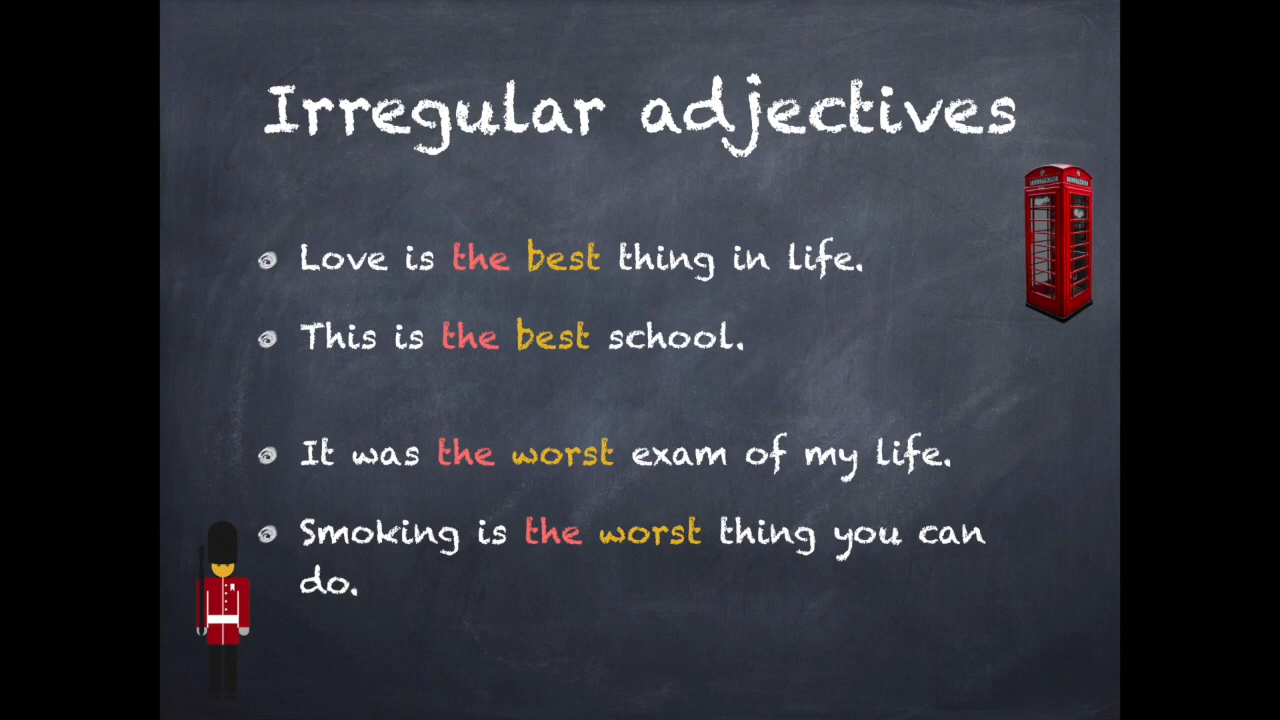 Irregular adjectives
Love is the best thing in life.
This is the best school.
It was the worst exam of my life.
Smoking is the worst thing you can
do.